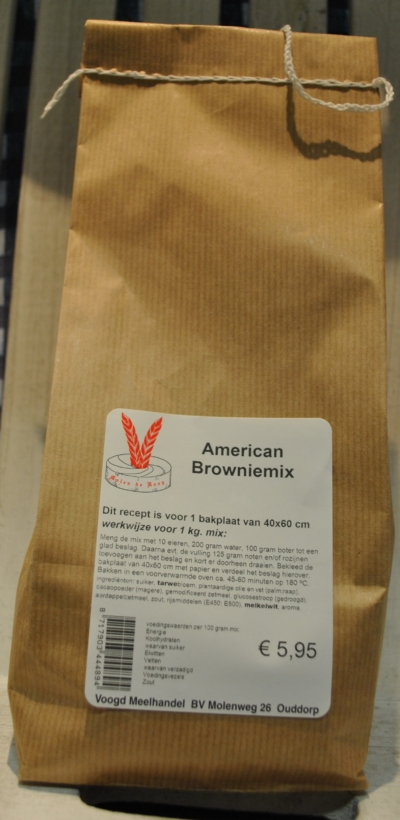 American
Browniemix
Molen de Hoop
Dit recept is voor 1 bakplaat van 40x60 cm
werkwijze voor 1 kg. mix:
Meng de mix met 10 eieren, 200 gram water, 100 gram boter tot een
glad beslag. Daarna evt. de vulling 125 gram noten en/of rozijnen
toevoegen aan het beslag en kort er doorheen draaien. Bekleed de
bakplaat van 40x60 cm met papier en verdeel het beslag hierover.
Bakken in een voorverwarmde oven ca. 45-60 minuten op 180 °C.
ingrediënten: suiker, tarwebloem, plantaardige olie en vet (palm,raap),
cacaopoeder (magere), gemodificeerd zetmeel, glucosestroop (gedroogd),
aardappelzetmeel, zout, rijsmiddelen (E450, E500), melkeiwit, aroma.
voedingswaarden per 100 gram mix:
Energie
Koolhydraten
waarvan suiker
Eiwitten
Vetten
waarvan verzadigd
Voedingsvezels
Zout
€ 5,95
8 717903 444894
Voogd Meelhandel BV Molenweg 26 Ouddorp